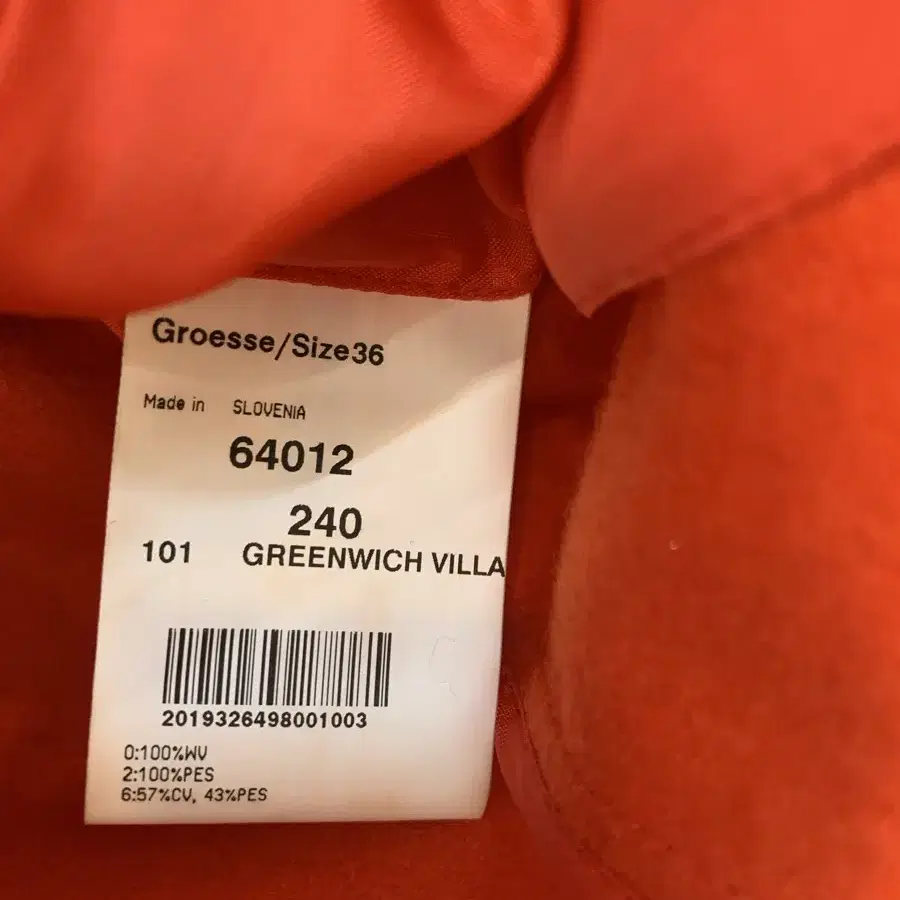 Groesse/Size36
Made in SLOVENIA
64012
240
101 GREENWICH VILLA
2019326498001003
0:100%WV
2:100%PES
6:57%CV, 43%PES